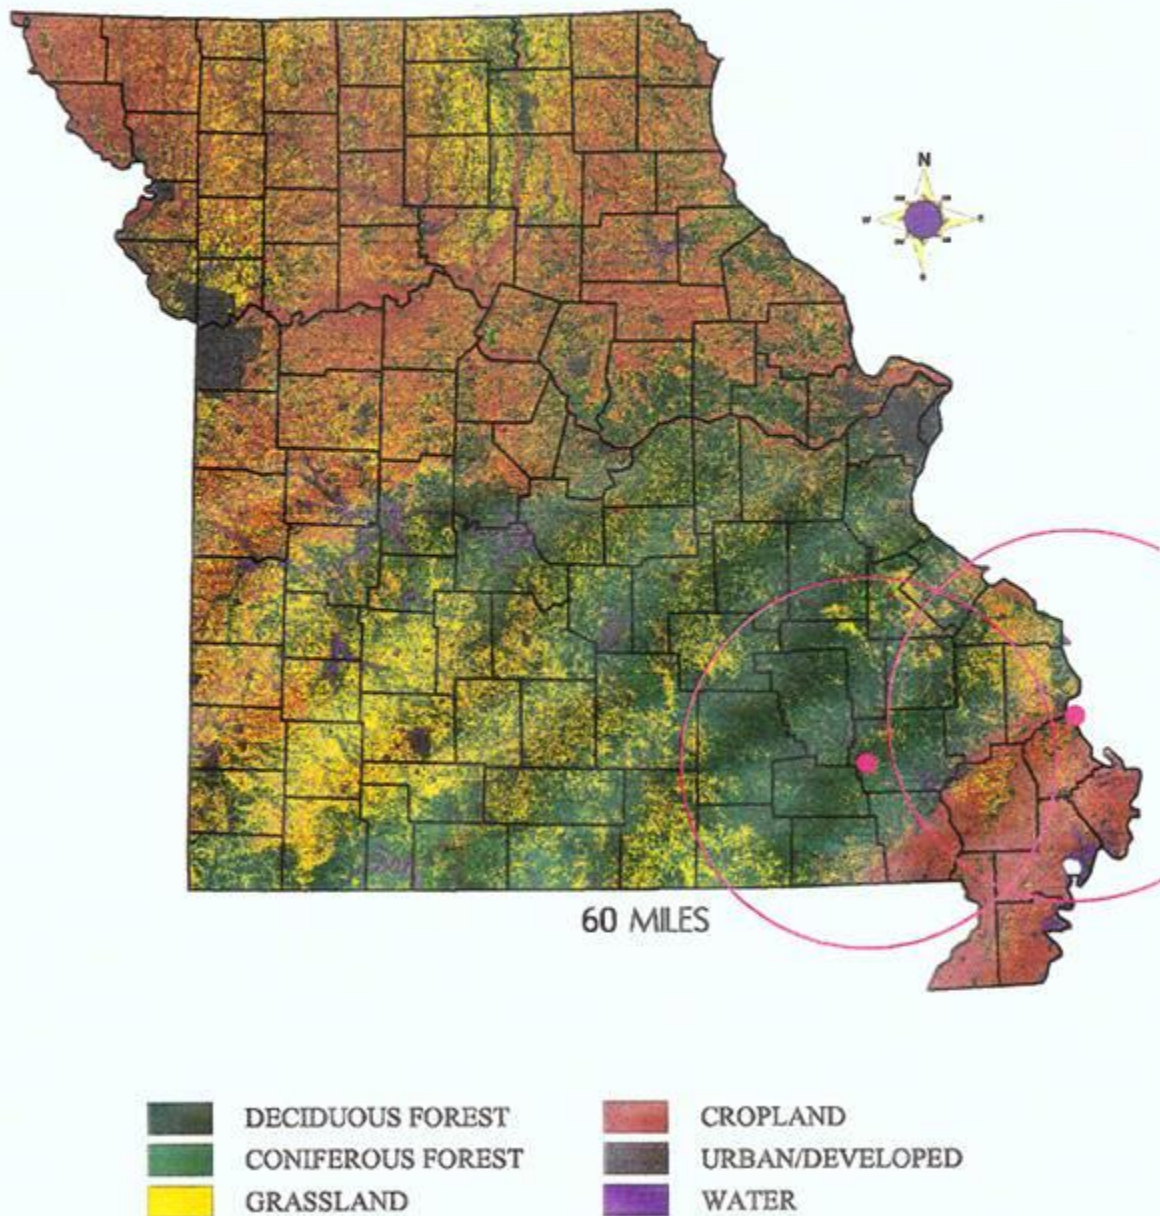 N
60 MILES
DECIDUOUS FOREST
CONIFEROUS FOREST
GRASSLAND
CROPLAND
URBAN/DEVELOPED
WATER